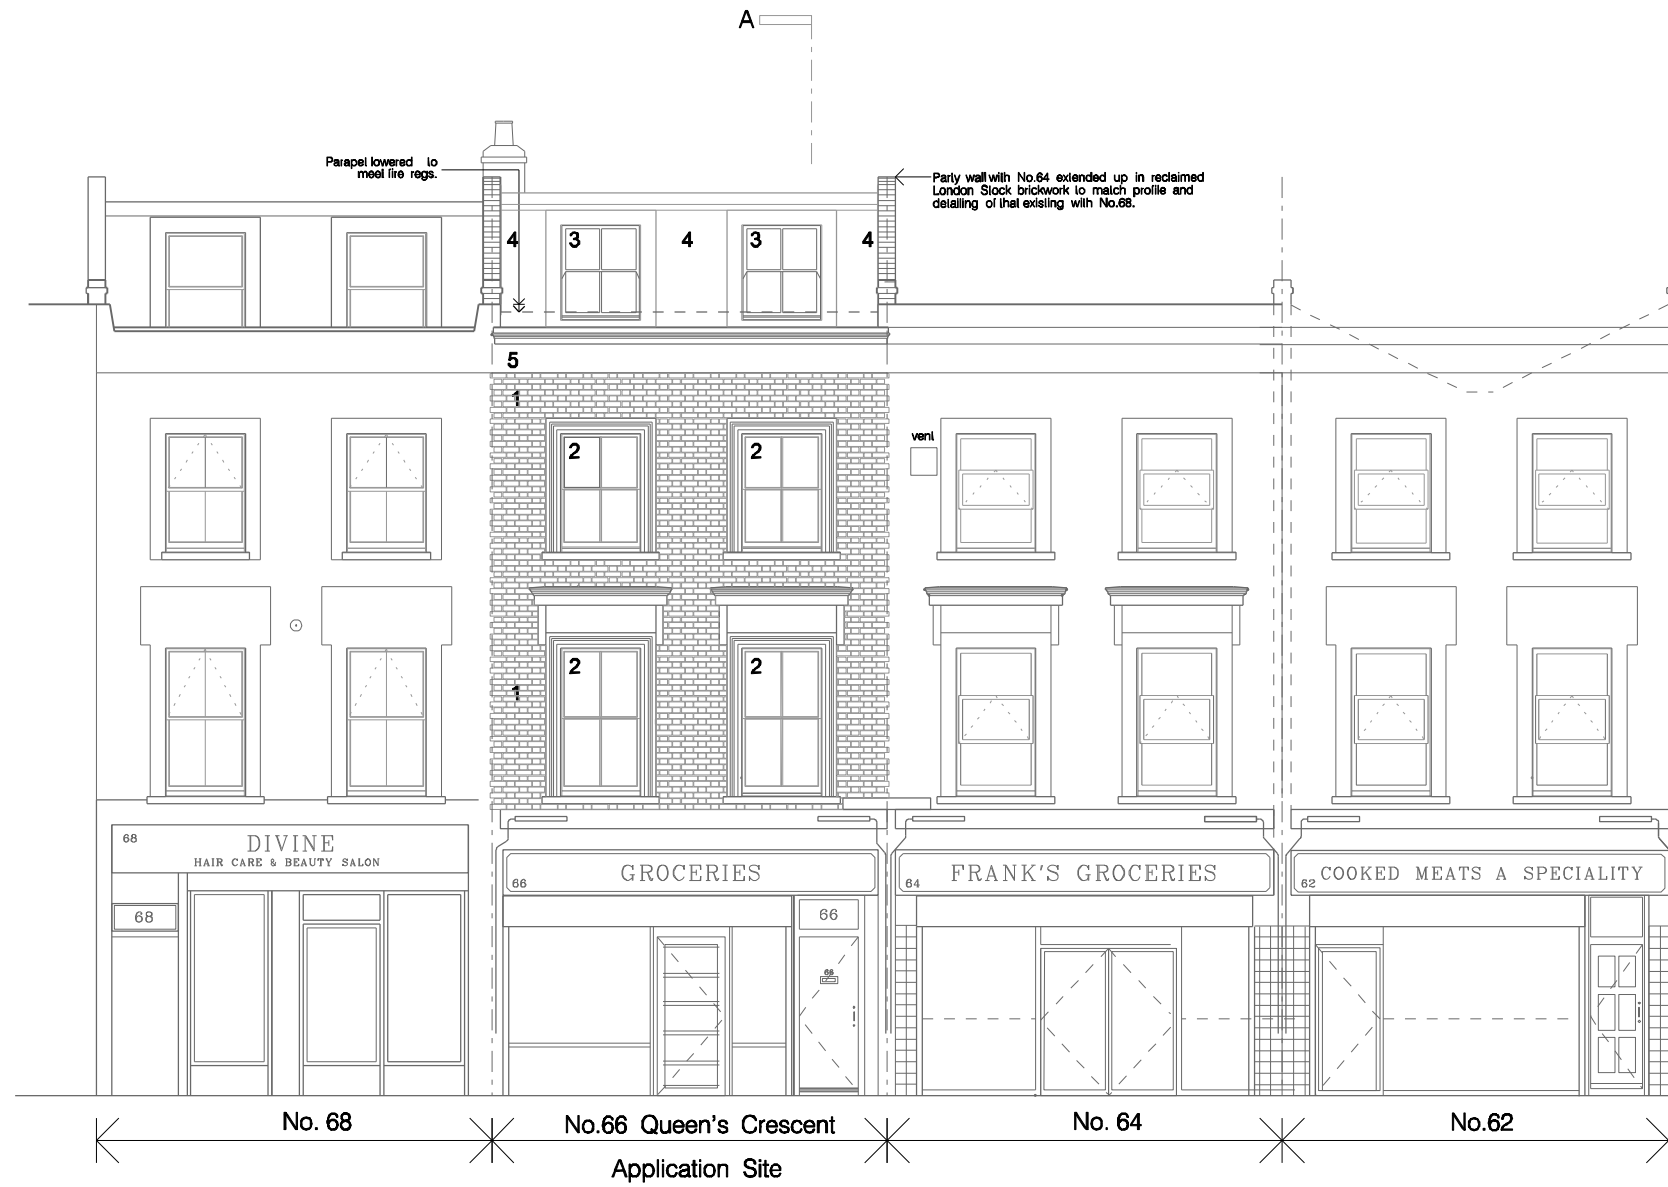 A
Parapet lowered to
meet fire regs.
Party wall with No.64 extended up in reclaimed
London Stock brickwork to match profile and
detailing of that existing with No.68.
4 3 4 3 4
5
1
2 2
vent
2 2
1
68 DIVINE
HAIR CARE & BEAUTY SALON
66 GROCERIES
64 FRANK'S GROCERIES
62 COOKED MEATS A SPECIALITY
68
66
66
No. 68
No.66 Queen's Crescent
No. 64
No.62
Application Site